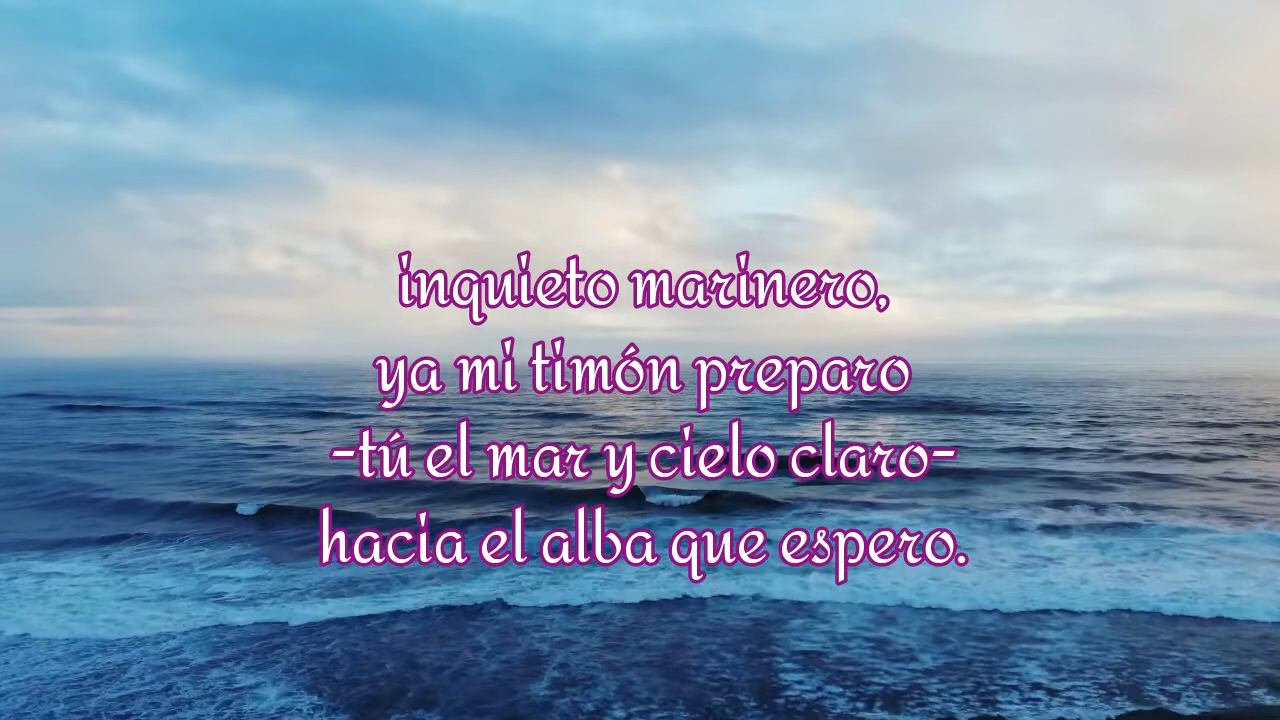 inquieto marinero,
ya mi timón preparo
-tú el mar y cielo claro-
hacia el alba que espero.